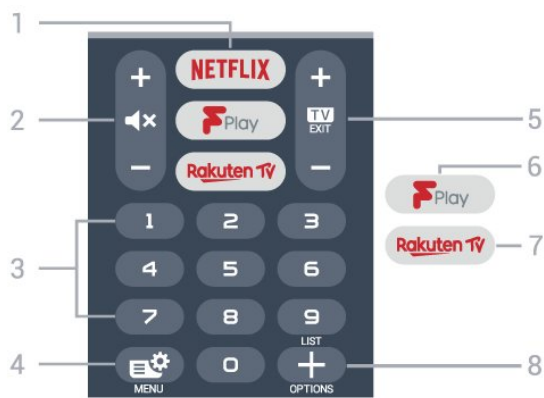 1
NETFLIX
+ +
2
F Play
TV
EXIT
5
− −
Rakuten TV
6
F Play
1 2 3
Rakuten TV
7
3
4 5 6
7 8 9
LIST
4
0
+
8
MENU
OPTIONS